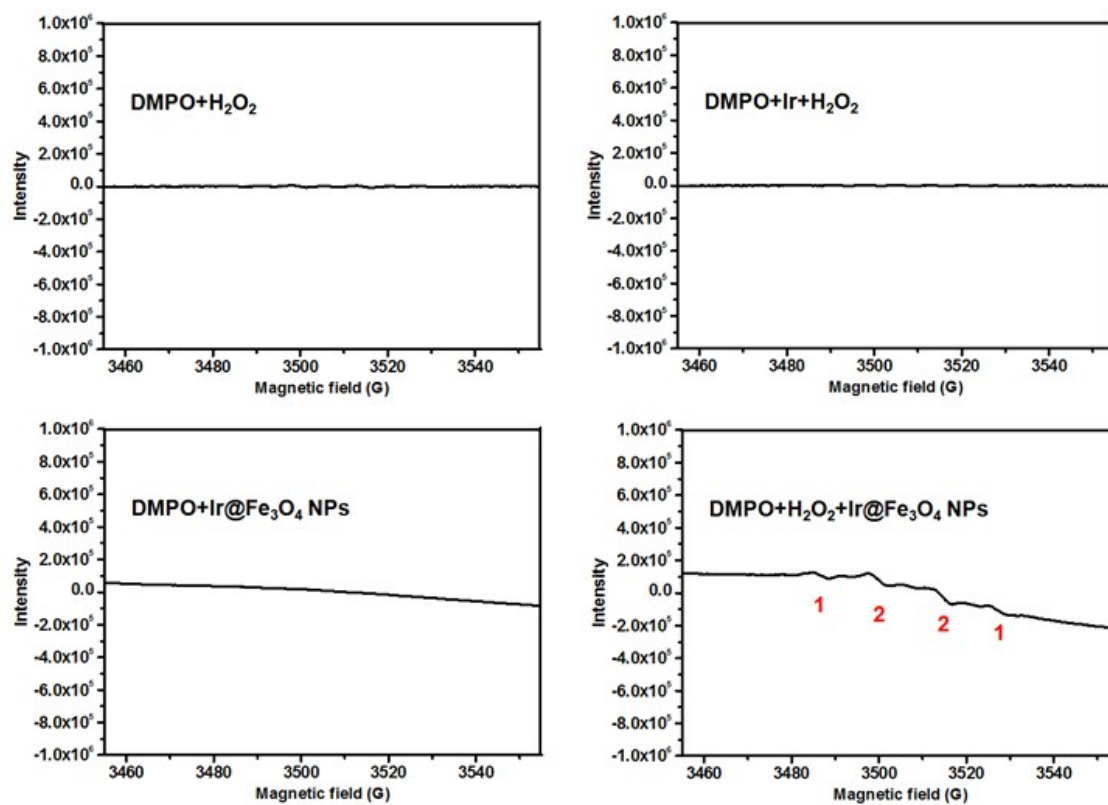 1.0x10⁶
8.0x10⁵
6.0x10⁵
4.0x10⁵
2.0x10⁵
0.0
-2.0x10⁵
-4.0x10⁵
-6.0x10⁵
-8.0x10⁵
-1.0x10⁶
Intensity
DMPO+H₂O₂
3460 3480 3500 3520 3540
Magnetic field (G)
1.0x10⁶
8.0x10⁵
6.0x10⁵
4.0x10⁵
2.0x10⁵
0.0
-2.0x10⁵
-4.0x10⁵
-6.0x10⁵
-8.0x10⁵
-1.0x10⁶
Intensity
DMPO+Ir+H₂O₂
3460 3480 3500 3520 3540
Magnetic field (G)
1.0x10⁶
8.0x10⁵
6.0x10⁵
4.0x10⁵
2.0x10⁵
0.0
-2.0x10⁵
-4.0x10⁵
-6.0x10⁵
-8.0x10⁵
-1.0x10⁶
Intensity
DMPO+Ir@Fe₃O₄ NPs
3460 3480 3500 3520 3540
Magnetic field (G)
1.0x10⁶
8.0x10⁵
6.0x10⁵
4.0x10⁵
2.0x10⁵
0.0
-2.0x10⁵
-4.0x10⁵
-6.0x10⁵
-8.0x10⁵
-1.0x10⁶
Intensity
DMPO+H₂O₂+Ir@Fe₃O₄ NPs
1 2 2 1
3460 3480 3500 3520 3540
Magnetic field (G)